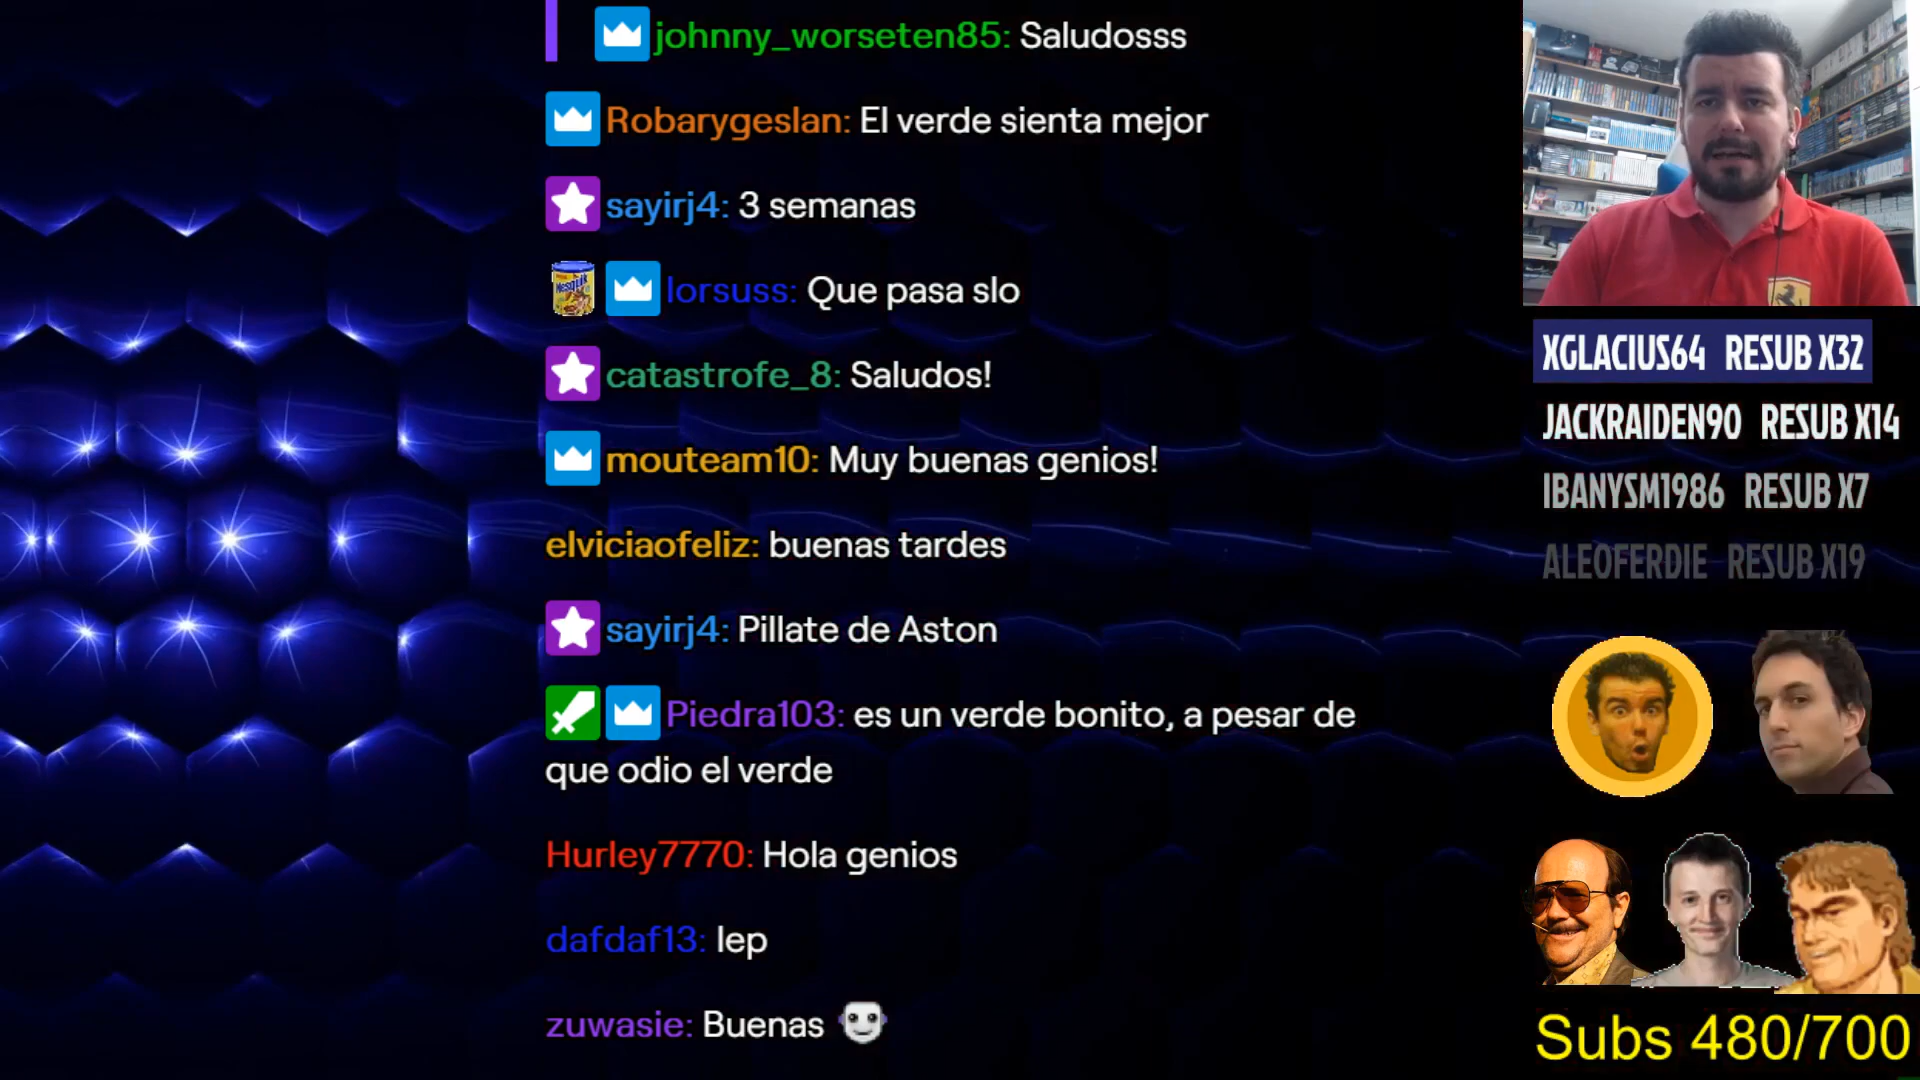 johnny_worseten85: Saludosss
Robarygeslan: El verde sienta mejor
sayirj4: 3 semanas
lorsuss: Que pasa slo
catastrofe_8: Saludos!
mouteam10: Muy buenas genios!
elviciaofeliz: buenas tardes
sayirj4: Pillate de Aston
Piedra103: es un verde bonito, a pesar de
que odio el verde
Hurley7770: Hola genios
dafdaf13: Iep
zuwasie: Buenas
XGLACIUS64 RESUB X32
JACKRAIDEN90 RESUB X14
IBANYSM1986 RESUB X7
ALEOFERDIE RESUB X19
Subs 480/700